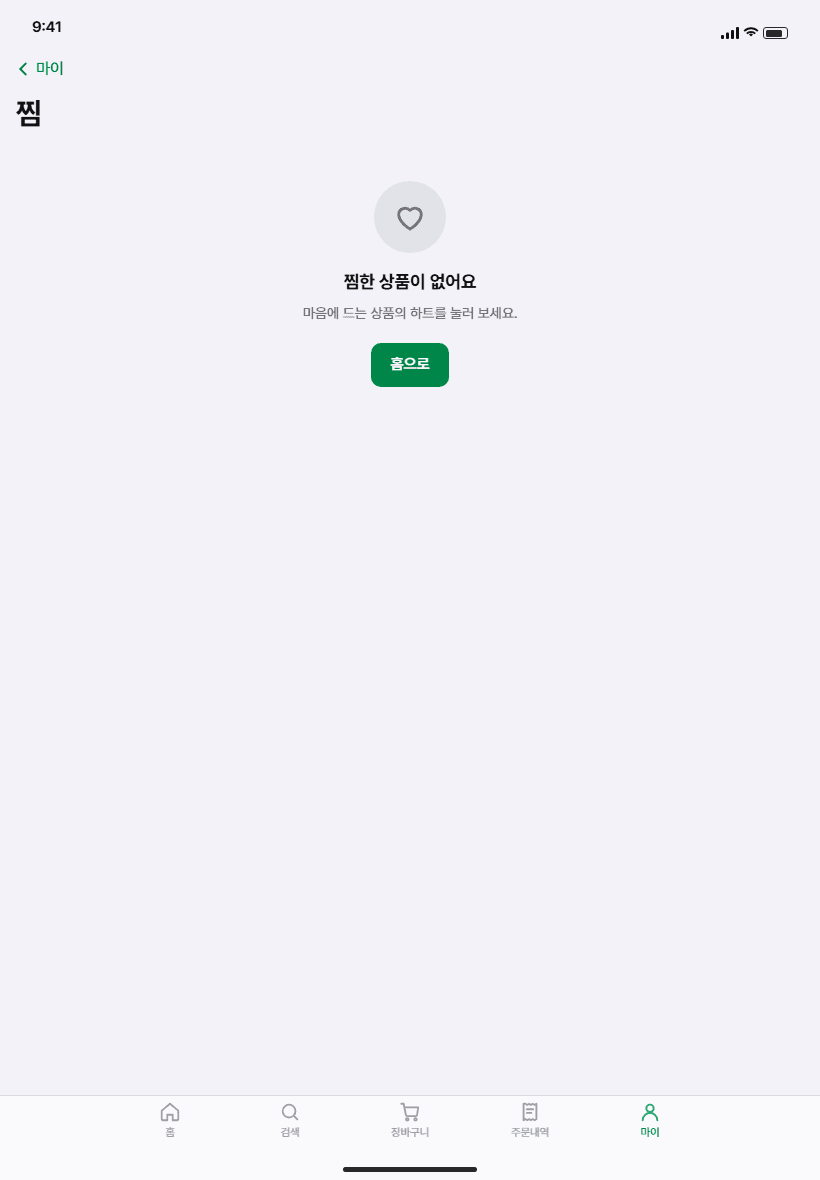 9:41
마이
찜
찜한 상품이 없어요
마음에 드는 상품의 하트를 눌러 보세요.
홈으로
홈
검색
장바구니
주문내역
마이